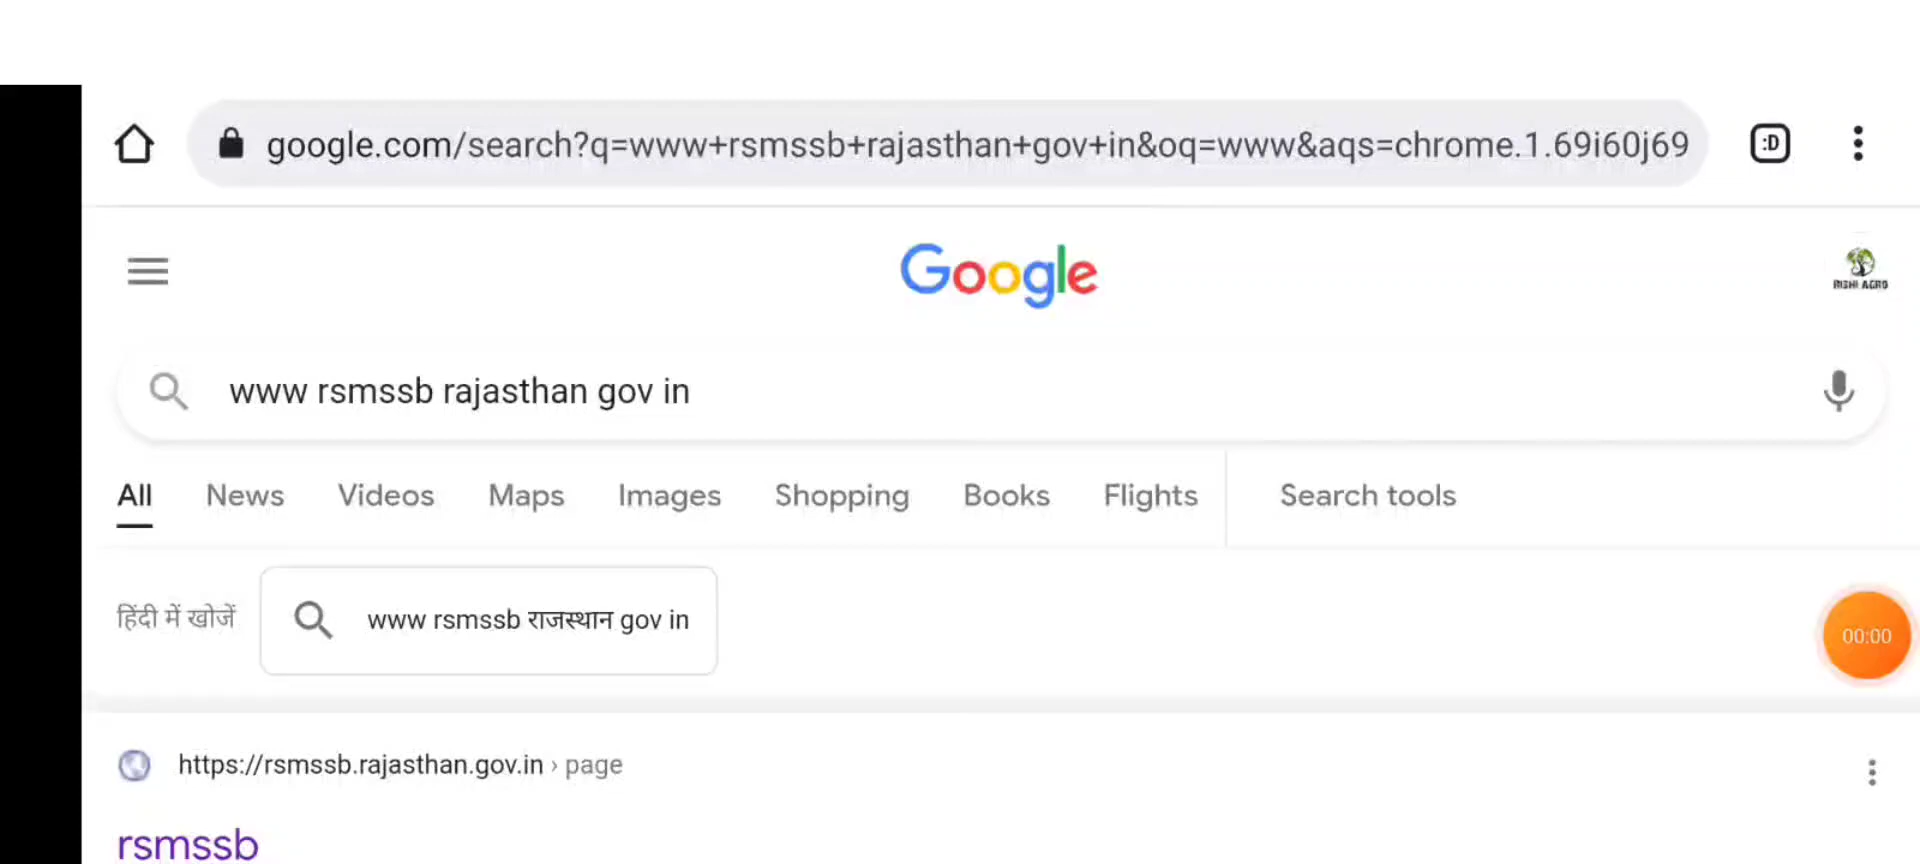 google.com/search?q=www+rsmssb+rajasthan+gov+in&oq=www&aqs=chrome.1.69i60j69
:D
Google
RISHI AGRO
www rsmssb rajasthan gov in
All News Videos Maps Images Shopping Books Flights Search tools
हिंदी में खोजें www rsmssb राजस्थान gov in
00:00
https://rsmssb.rajasthan.gov.in › page
rsmssb